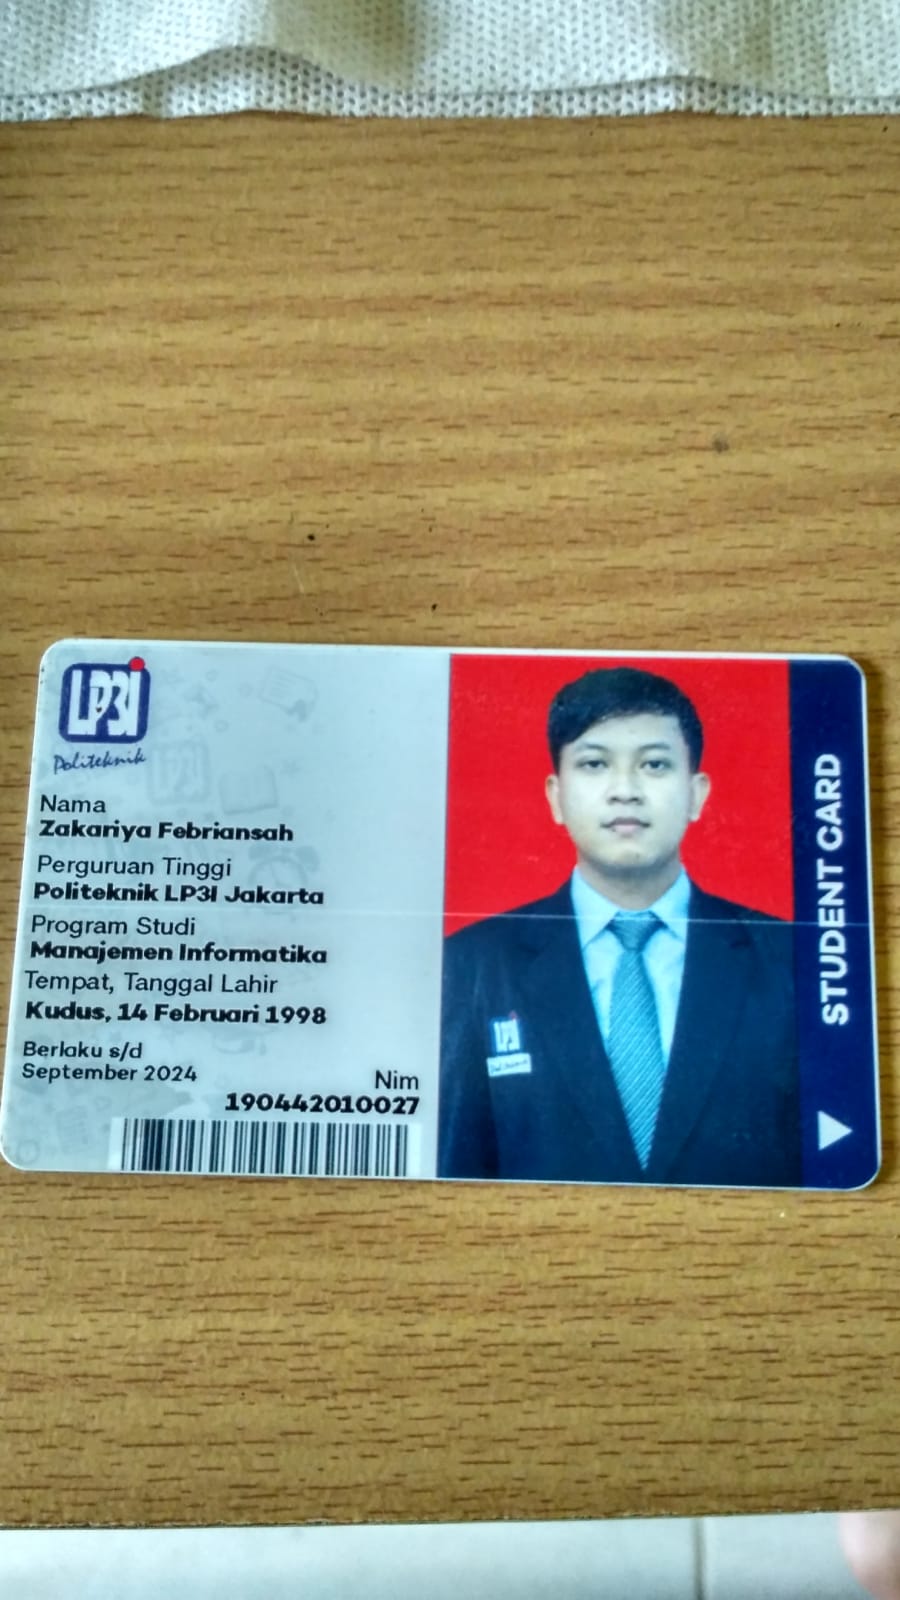 LP3I
Politeknik
Nama
Zakariya Febriansah
Perguruan Tinggi
Politeknik LP3I Jakarta
Program Studi
Manajemen Informatika
Tempat, Tanggal Lahir
Kudus, 14 Februari 1998
Berlaku s/d
September 2024
Nim
190442010027
LP3I
STUDENT CARD